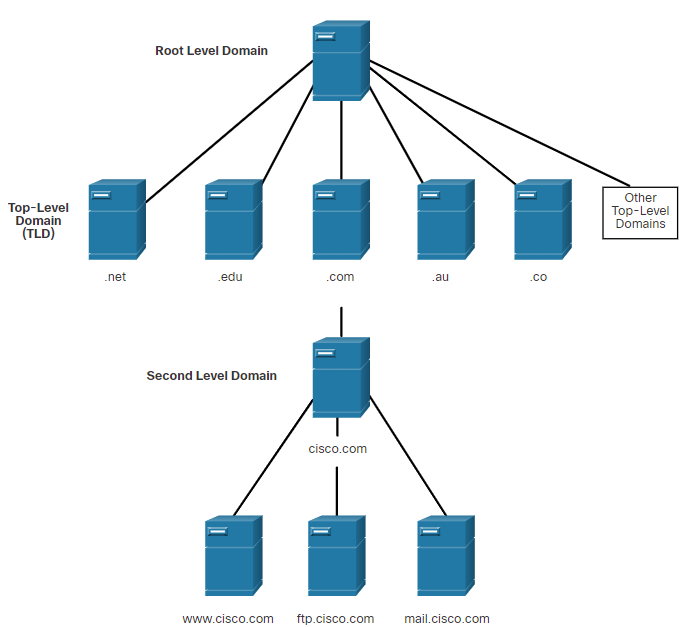 Root Level Domain
Top-Level
Domain
(TLD)
Other
Top-Level
Domains
.net
.edu
.com
.au
.co
Second Level Domain
cisco.com
www.cisco.com
ftp.cisco.com
mail.cisco.com